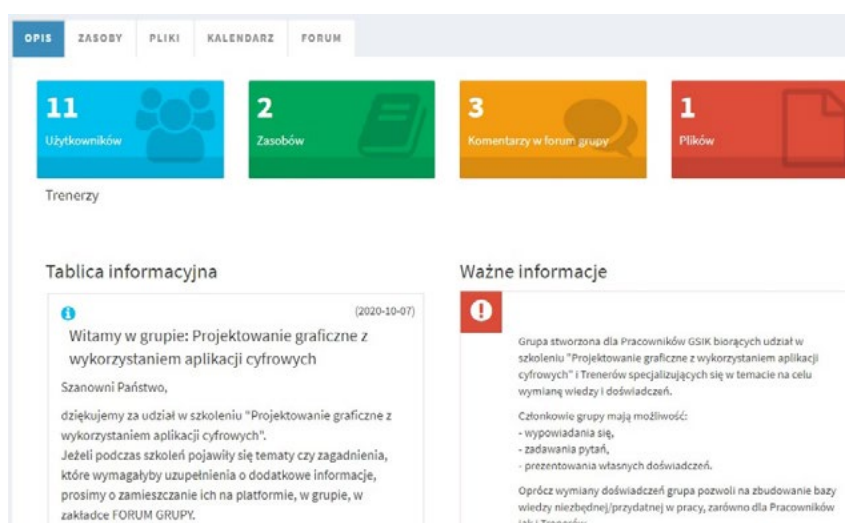 OPIS ZASOBY PLIKI KALENDARZ FORUM
11
Użytkowników
2
Zasobów
3
Komentarzy w forum grupy
1
Plików
Trenerzy
Tablica informacyjna
(2020-10-07)
Witamy w grupie: Projektowanie graficzne z
wykorzystaniem aplikacji cyfrowych
Szanowni Państwo,
dziękujemy za udział w szkoleniu "Projektowanie graficzne z
wykorzystaniem aplikacji cyfrowych".
Jeżeli podczas szkoleń pojawiły się tematy czy zagadnienia,
które wymagałyby uzupełnienia o dodatkowe informacje,
prosimy o zamieszczanie ich na platformie, w grupie, w
zakładce FORUM GRUPY.
Ważne informacje
Grupa stworzona dla Pracowników GSIK biorących udział w
szkoleniu "Projektowanie graficzne z wykorzystaniem aplikacji
cyfrowych" i Trenerów specjalizujących się w temacie na celu
wymianę wiedzy i doświadczeń.
Członkowie grupy mają możliwość:
- wypowiadania się,
- zadawania pytań,
- prezentowania własnych doświadczeń.
Oprócz wymiany doświadczeń grupa pozwoli na zbudowanie bazy
wiedzy niezbędnej/przydatnej w pracy, zarówno dla Pracowników
jak i Trenerów.